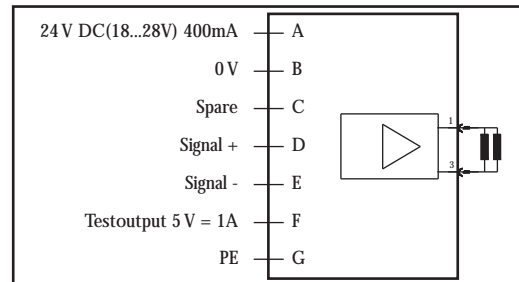 24 V DC(18...28V) 400mA A
0 V B
Spare C
Signal + D
Signal - E
Testoutput 5 V = 1A F
PE G
1
3